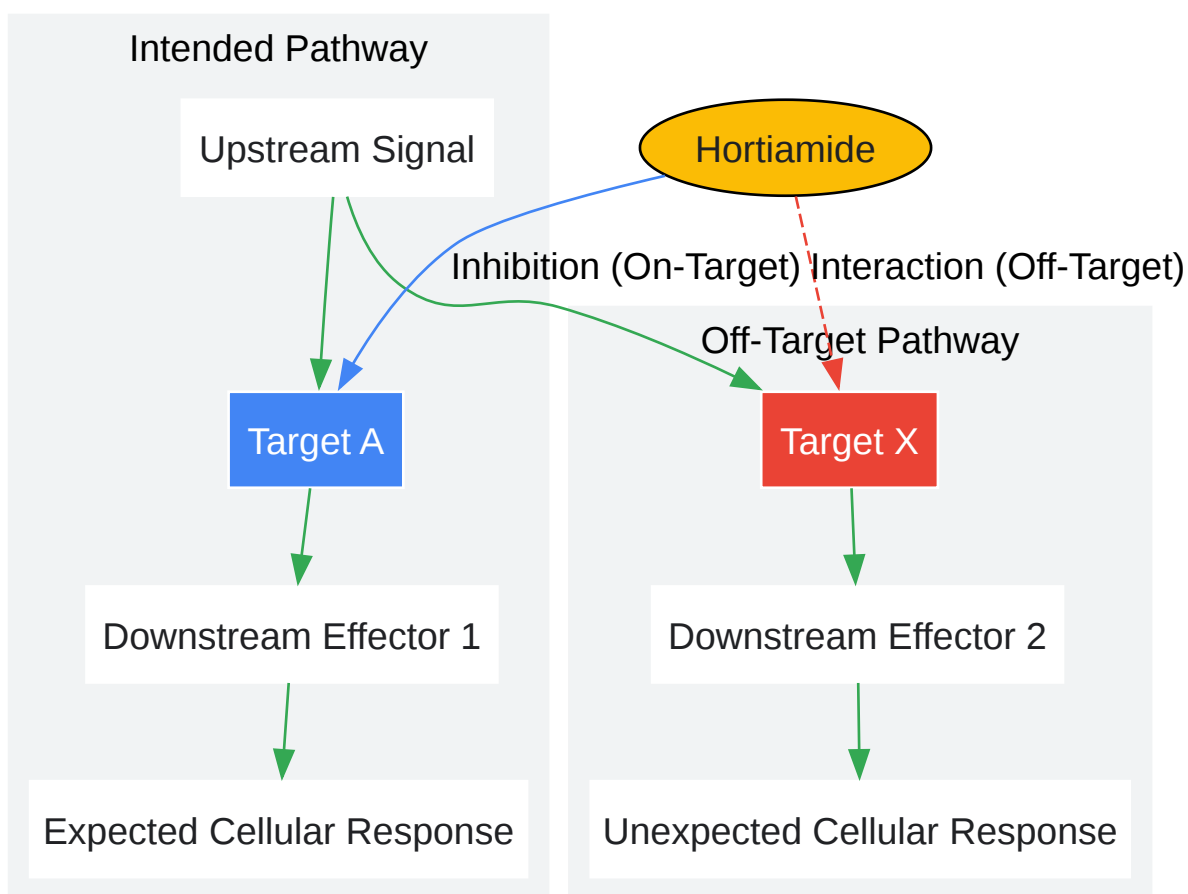 Intended Pathway
Upstream Signal
Hortiamide
Inhibition (On-Target)
Interaction (Off-Target)
Off-Target Pathway
Target A
Target X
Downstream Effector 1
Downstream Effector 2
Expected Cellular Response
Unexpected Cellular Response